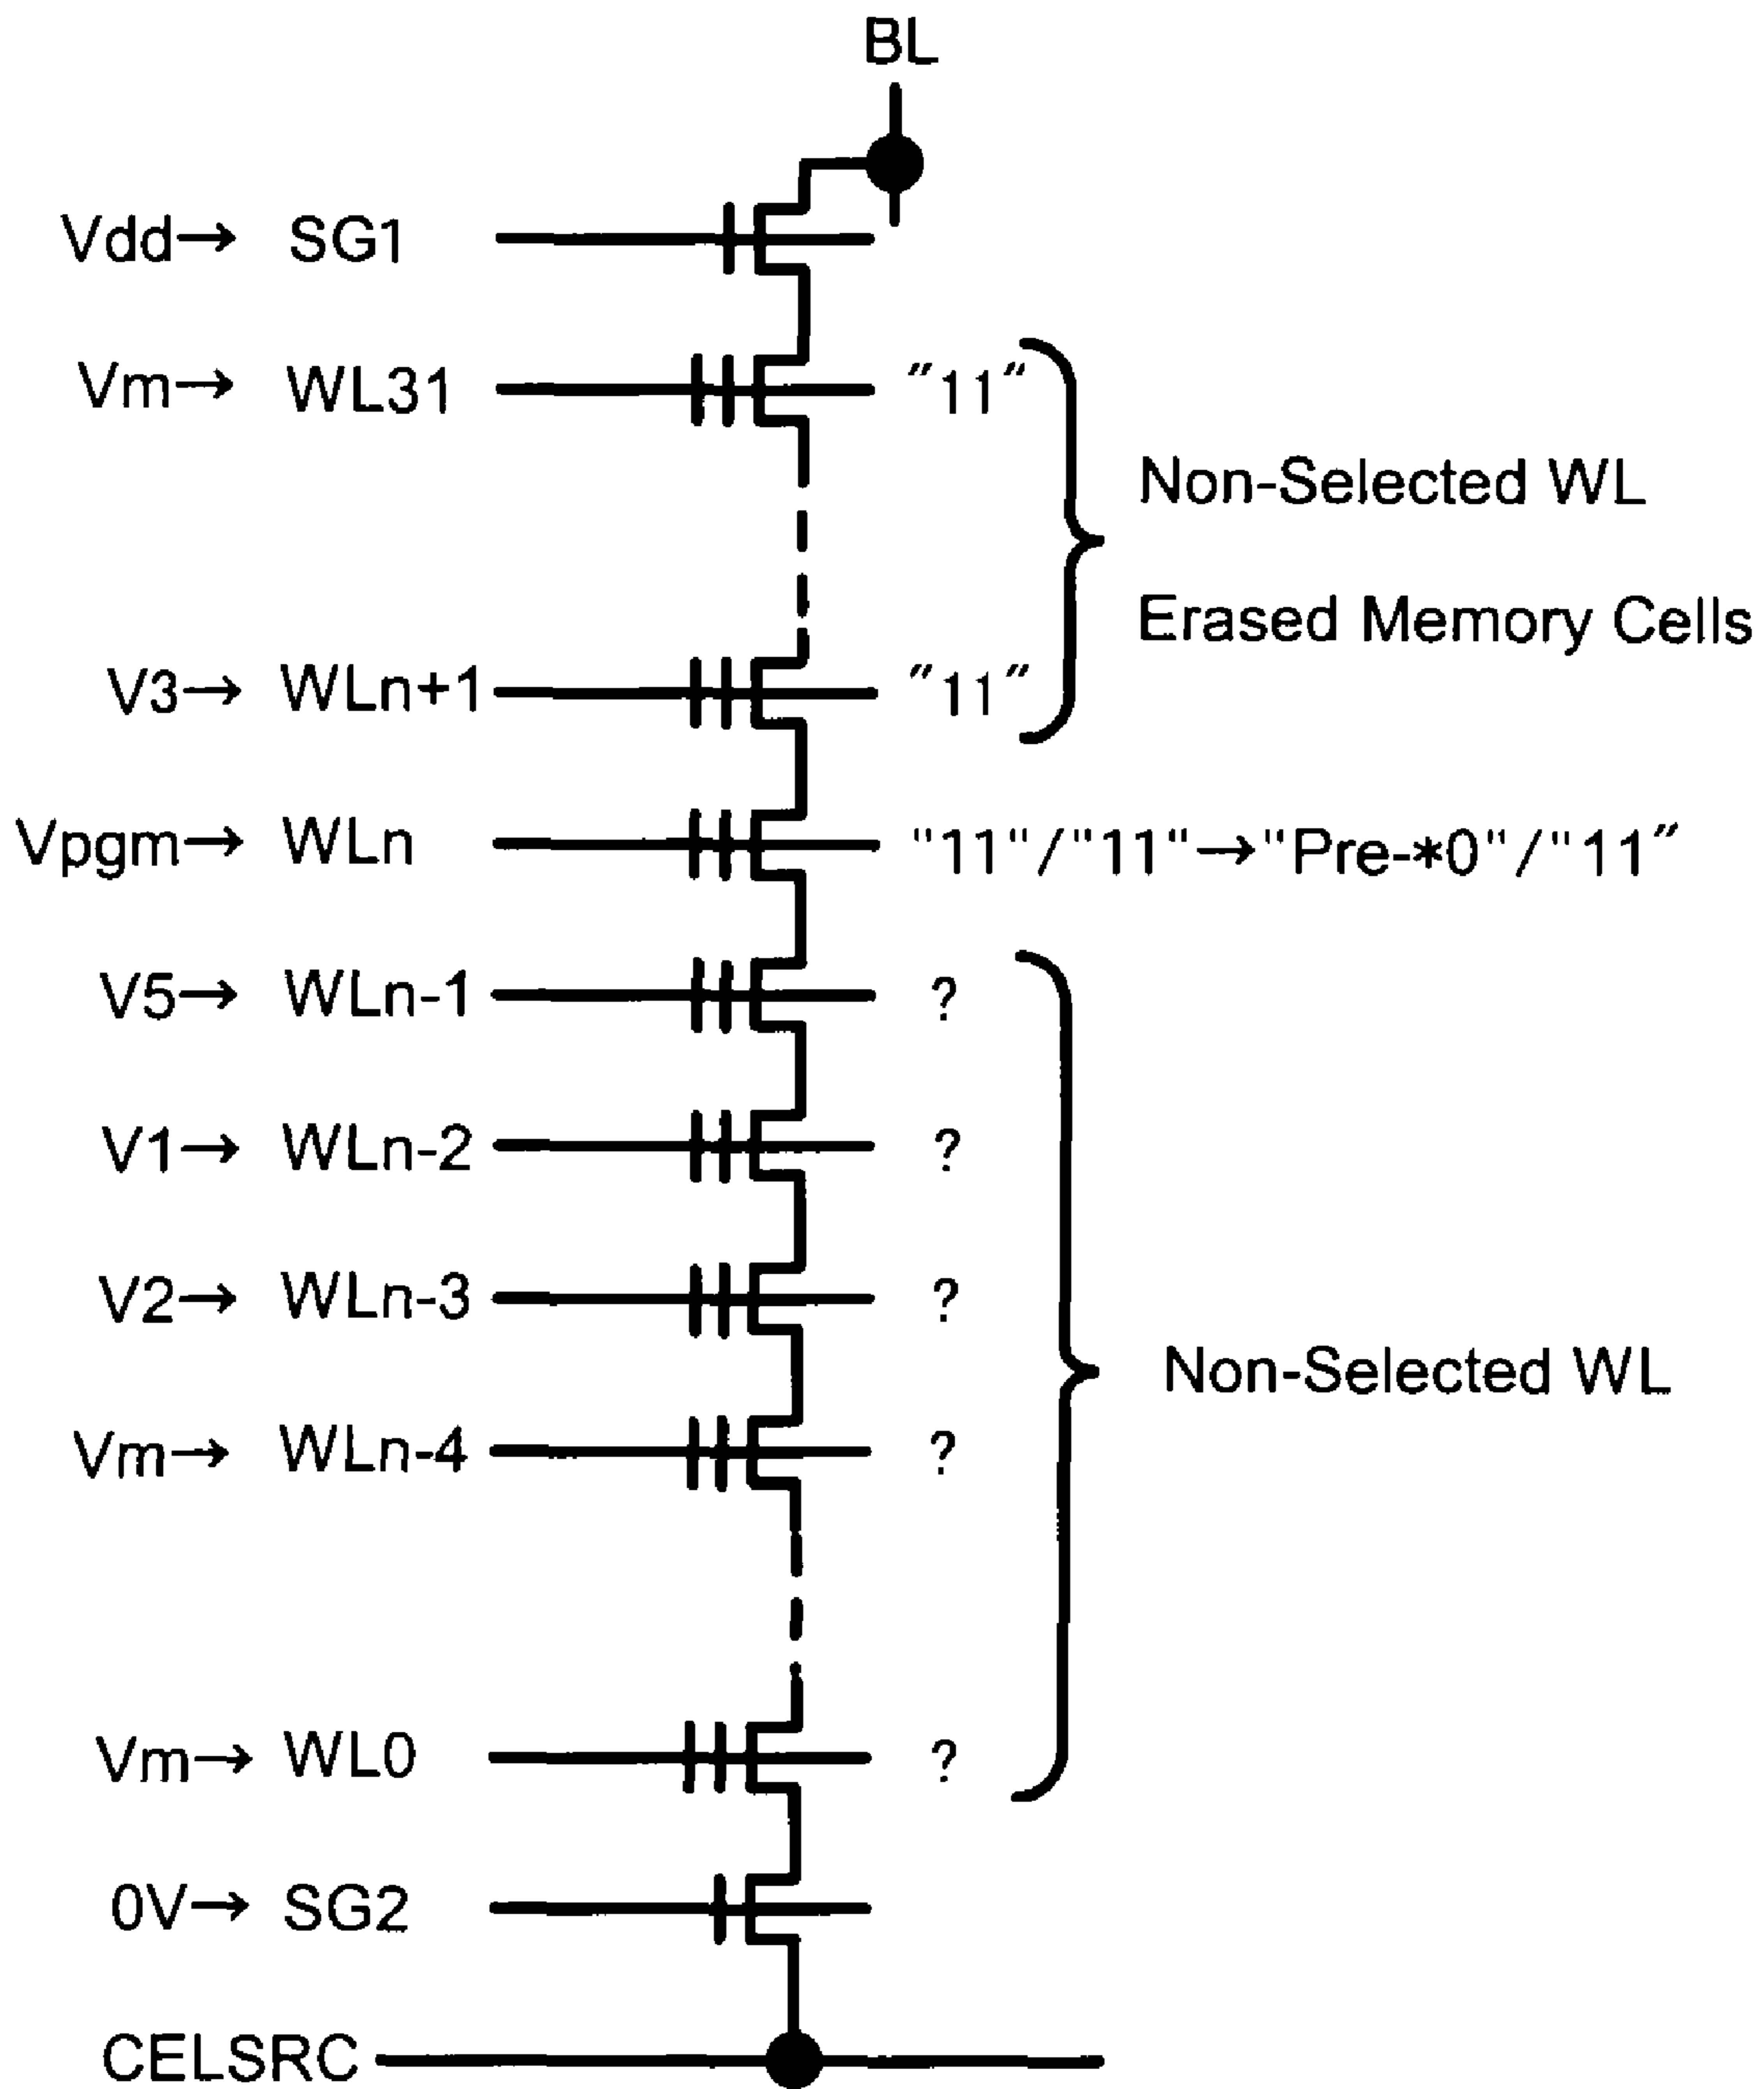 BL
Vdd→ SG1
Vm→ WL31 "11"
Non-Selected WL
Erased Memory Cells
V3→ WLn+1 "11"
Vpgm→ WLn "11"/"11"→"Pre-*0"/"11"
V5→ WLn-1 ?
V1→ WLn-2 ?
V2→ WLn-3 ?
Non-Selected WL
Vm→ WLn-4 ?
Vm→ WL0 ?
0V→ SG2
CELSRC